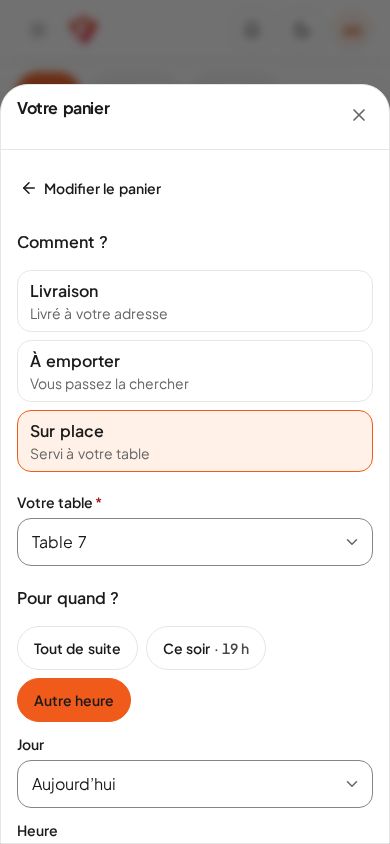 Votre panier
Modifier le panier
Comment ?
Livraison
Livré à votre adresse
À emporter
Vous passez la chercher
Sur place
Servi à votre table
Votre table *
Table 7
Pour quand ?
Tout de suite
Ce soir · 19 h
Autre heure
Jour
Aujourd’hui
Heure